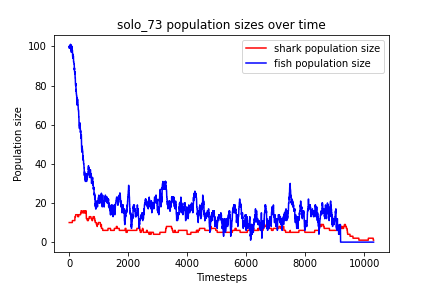 solo_73 population sizes over time
shark population size
fish population size
Population size
100
80
60
40
20
0
0 2000 4000 6000 8000 10000
Timesteps